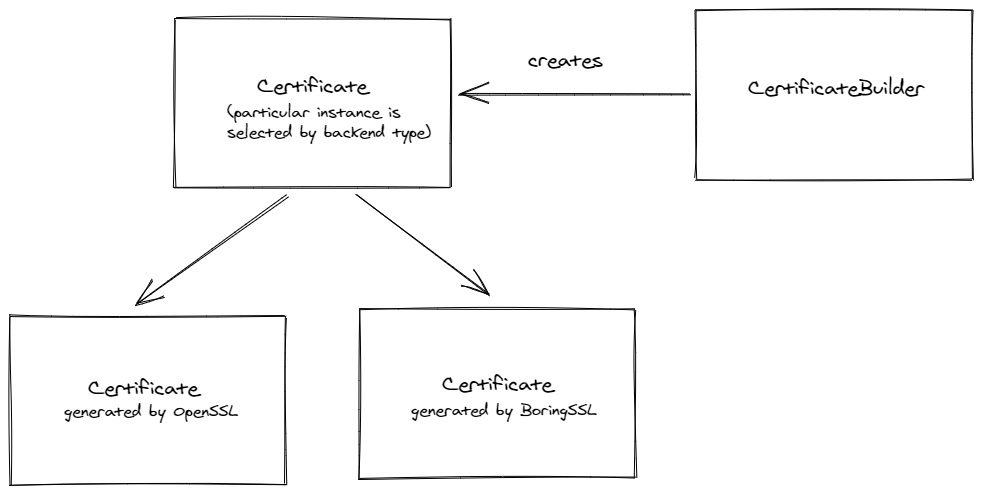 creates
Certificate
(particular instance is
selected by backend type)
CertificateBuilder
Certificate
generated by OpenSSL
Certificate
generated by BoringSSL